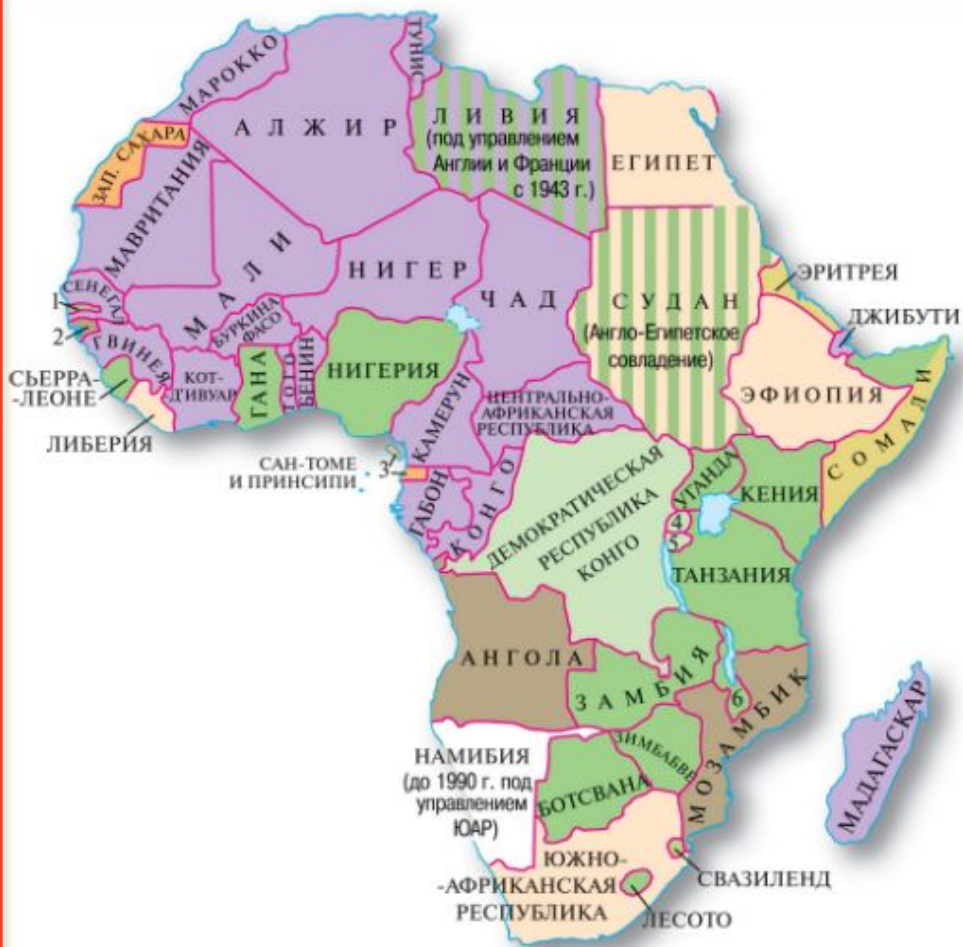 МАРОККО
ТУНИС
АЛЖИР
ЛИВИЯ
(под управлением
Англии и Франции
с 1943 г.)
ЕГИПЕТ
ЗАП. САХАРА
МАВРИТАНИЯ
МАЛИ
НИГЕР
ЧАД
СУДАН
(Англо-Египетское
совладение)
ЭРИТРЕЯ
ДЖИБУТИ
СЕНЕГАЛ
1
2
ГВИНЕЯ
БУРКИНА
ФАСО
СЬЕРРА-
-ЛЕОНЕ
КОТ-
Д'ИВУАР
ГАНА
ТОГО
БЕНИН
НИГЕРИЯ
ЛИБЕРИЯ
КАМЕРУН
ЦЕНТРАЛЬНО-
АФРИКАНСКАЯ
РЕСПУБЛИКА
ЭФИОПИЯ
СОМАЛИ
САН-ТОМЕ
И ПРИНСИПИ
3
ГАБОН
КОНГО
ДЕМОКРАТИЧЕСКАЯ
РЕСПУБЛИКА
КОНГО
УГАНДА
КЕНИЯ
4
5
ТАНЗАНИЯ
АНГОЛА
ЗАМБИЯ
6
МОЗАМБИК
МАДАГАСКАР
НАМИБИЯ
(до 1990 г. под
управлением
ЮАР)
ЗИМБАБВЕ
БОТСВАНА
ЮЖНО-
-АФРИКАНСКАЯ
РЕСПУБЛИКА
СВАЗИЛЕНД
ЛЕСОТО